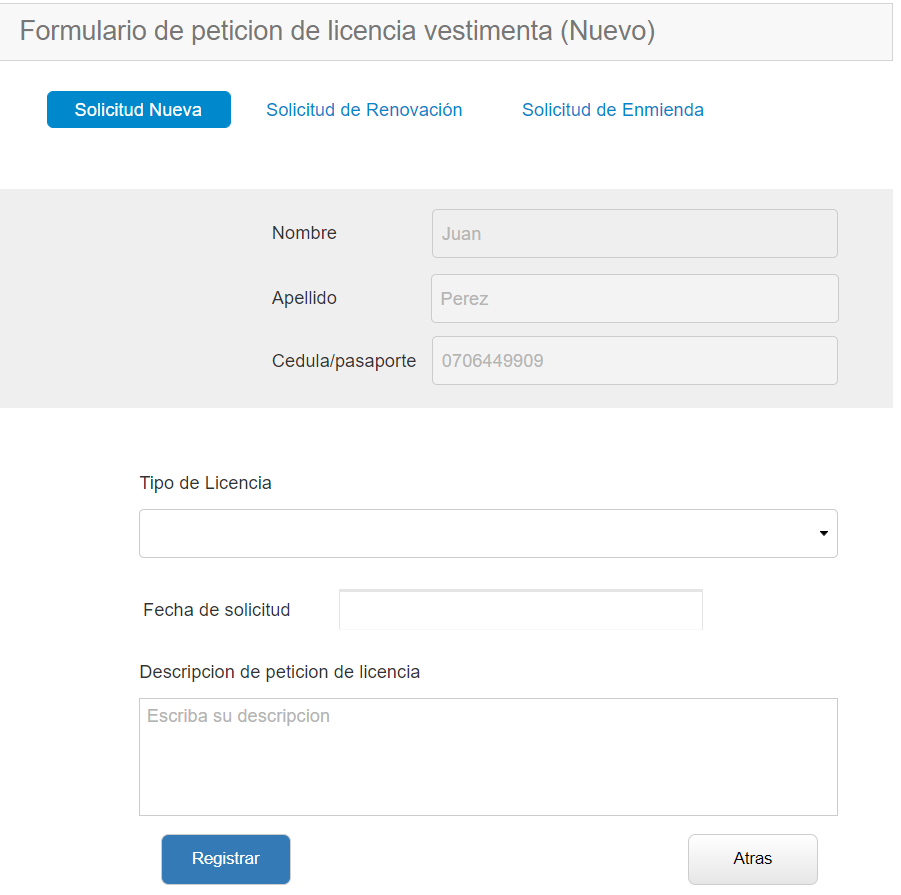 Formulario de peticion de licencia vestimenta (Nuevo)
Solicitud Nueva Solicitud de Renovación Solicitud de Enmienda
Nombre Juan
Apellido Perez
Cedula/pasaporte 0706449909
Tipo de Licencia
Fecha de solicitud
Descripcion de peticion de licencia
Escriba su descripcion
Registrar Atras